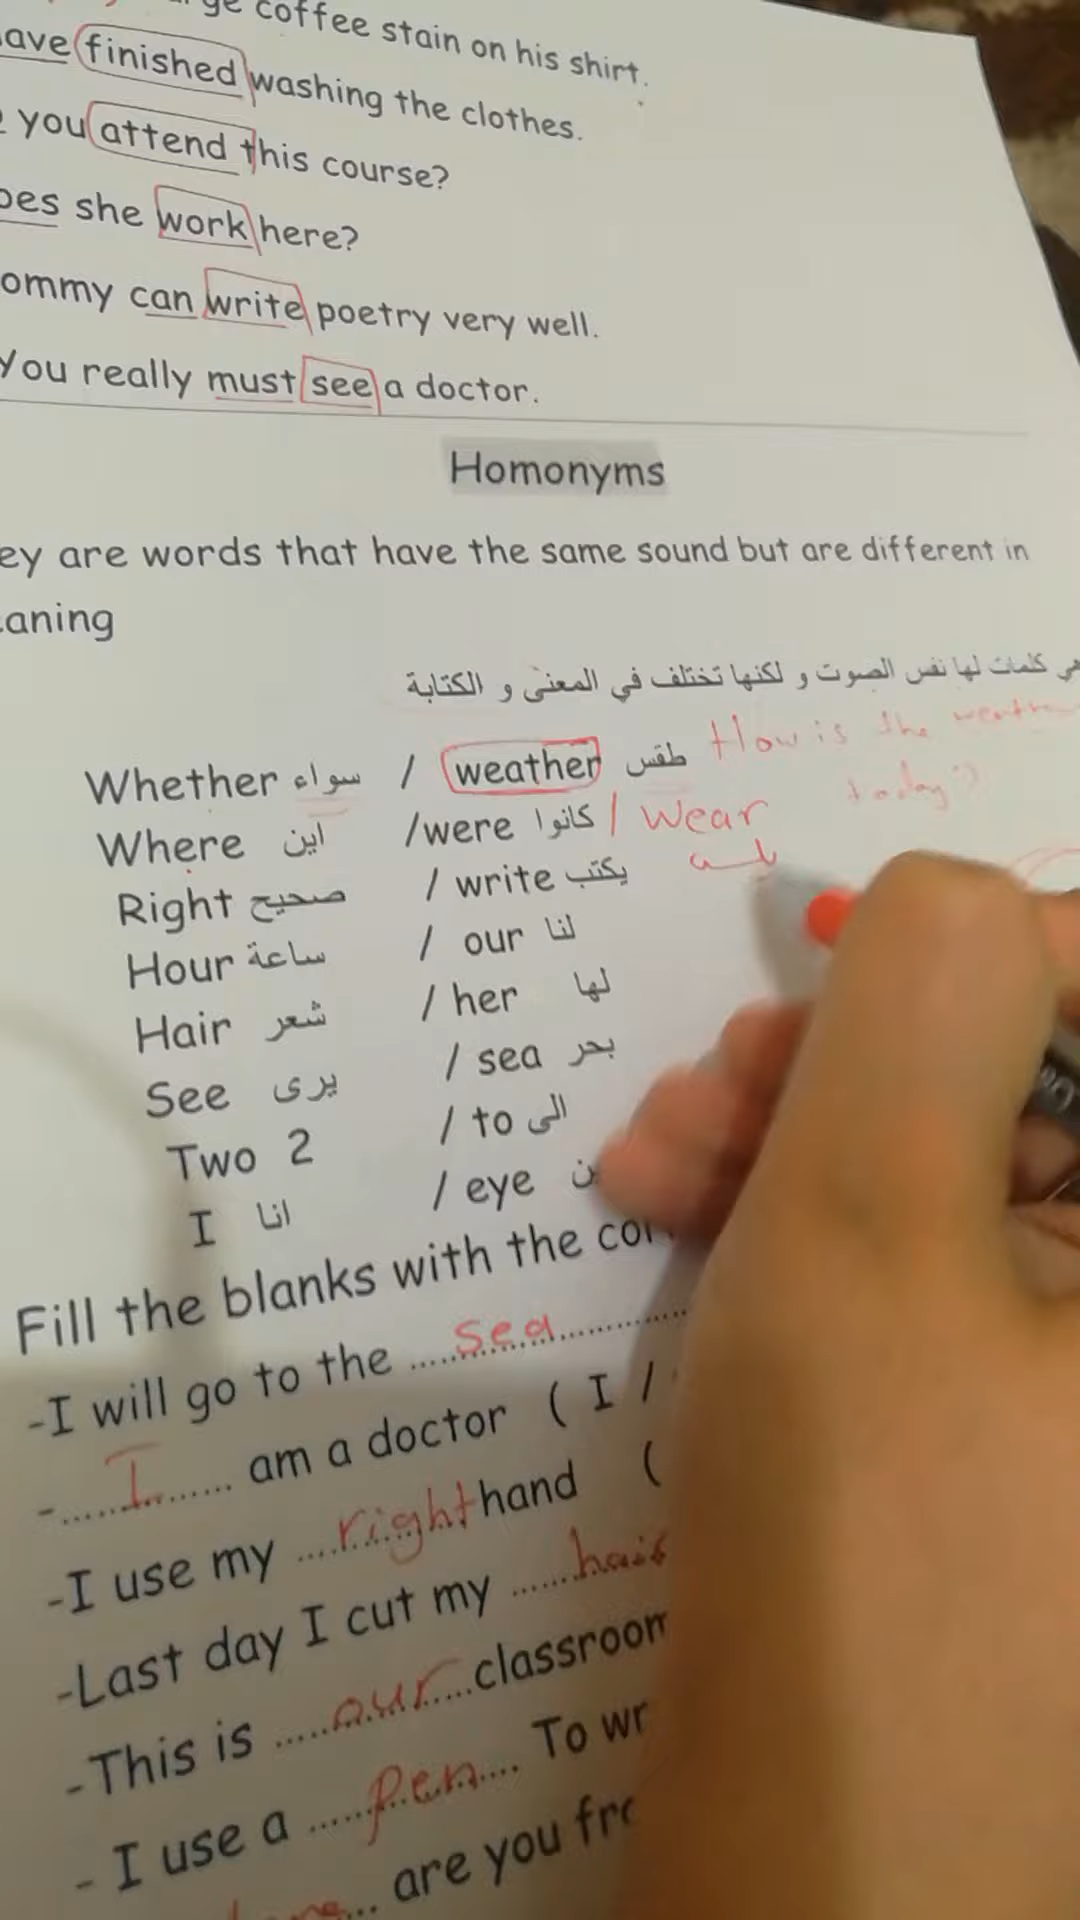 coffee stain on his shirt.
ave finished washing the clothes.
you attend this course?
oes she work here?
ommy can write poetry very well.
You really must see a doctor.
Homonyms
ey are words that have the same sound but are different in
aning
هي كلمات لها نفس الصوت و لكنها تختلف في المعنى و الكتابة
Whether سواء / weather طقس How is the weathe
today?
Where اين /were كانوا / Wear
Right صحيح / write يكتب
Hour ساعة / our لنا
Hair شعر / her لها
See يرى / sea بحر
Two 2 / to الى
I انا / eye
Fill the blanks with the
-I will go to the .....sea..............
-......I....... am a doctor ( I /
-I use my ....right hand (
-Last day I cut my ......hair
-This is .....our....classroom
- I use a .....pen.... To wr
are you fro